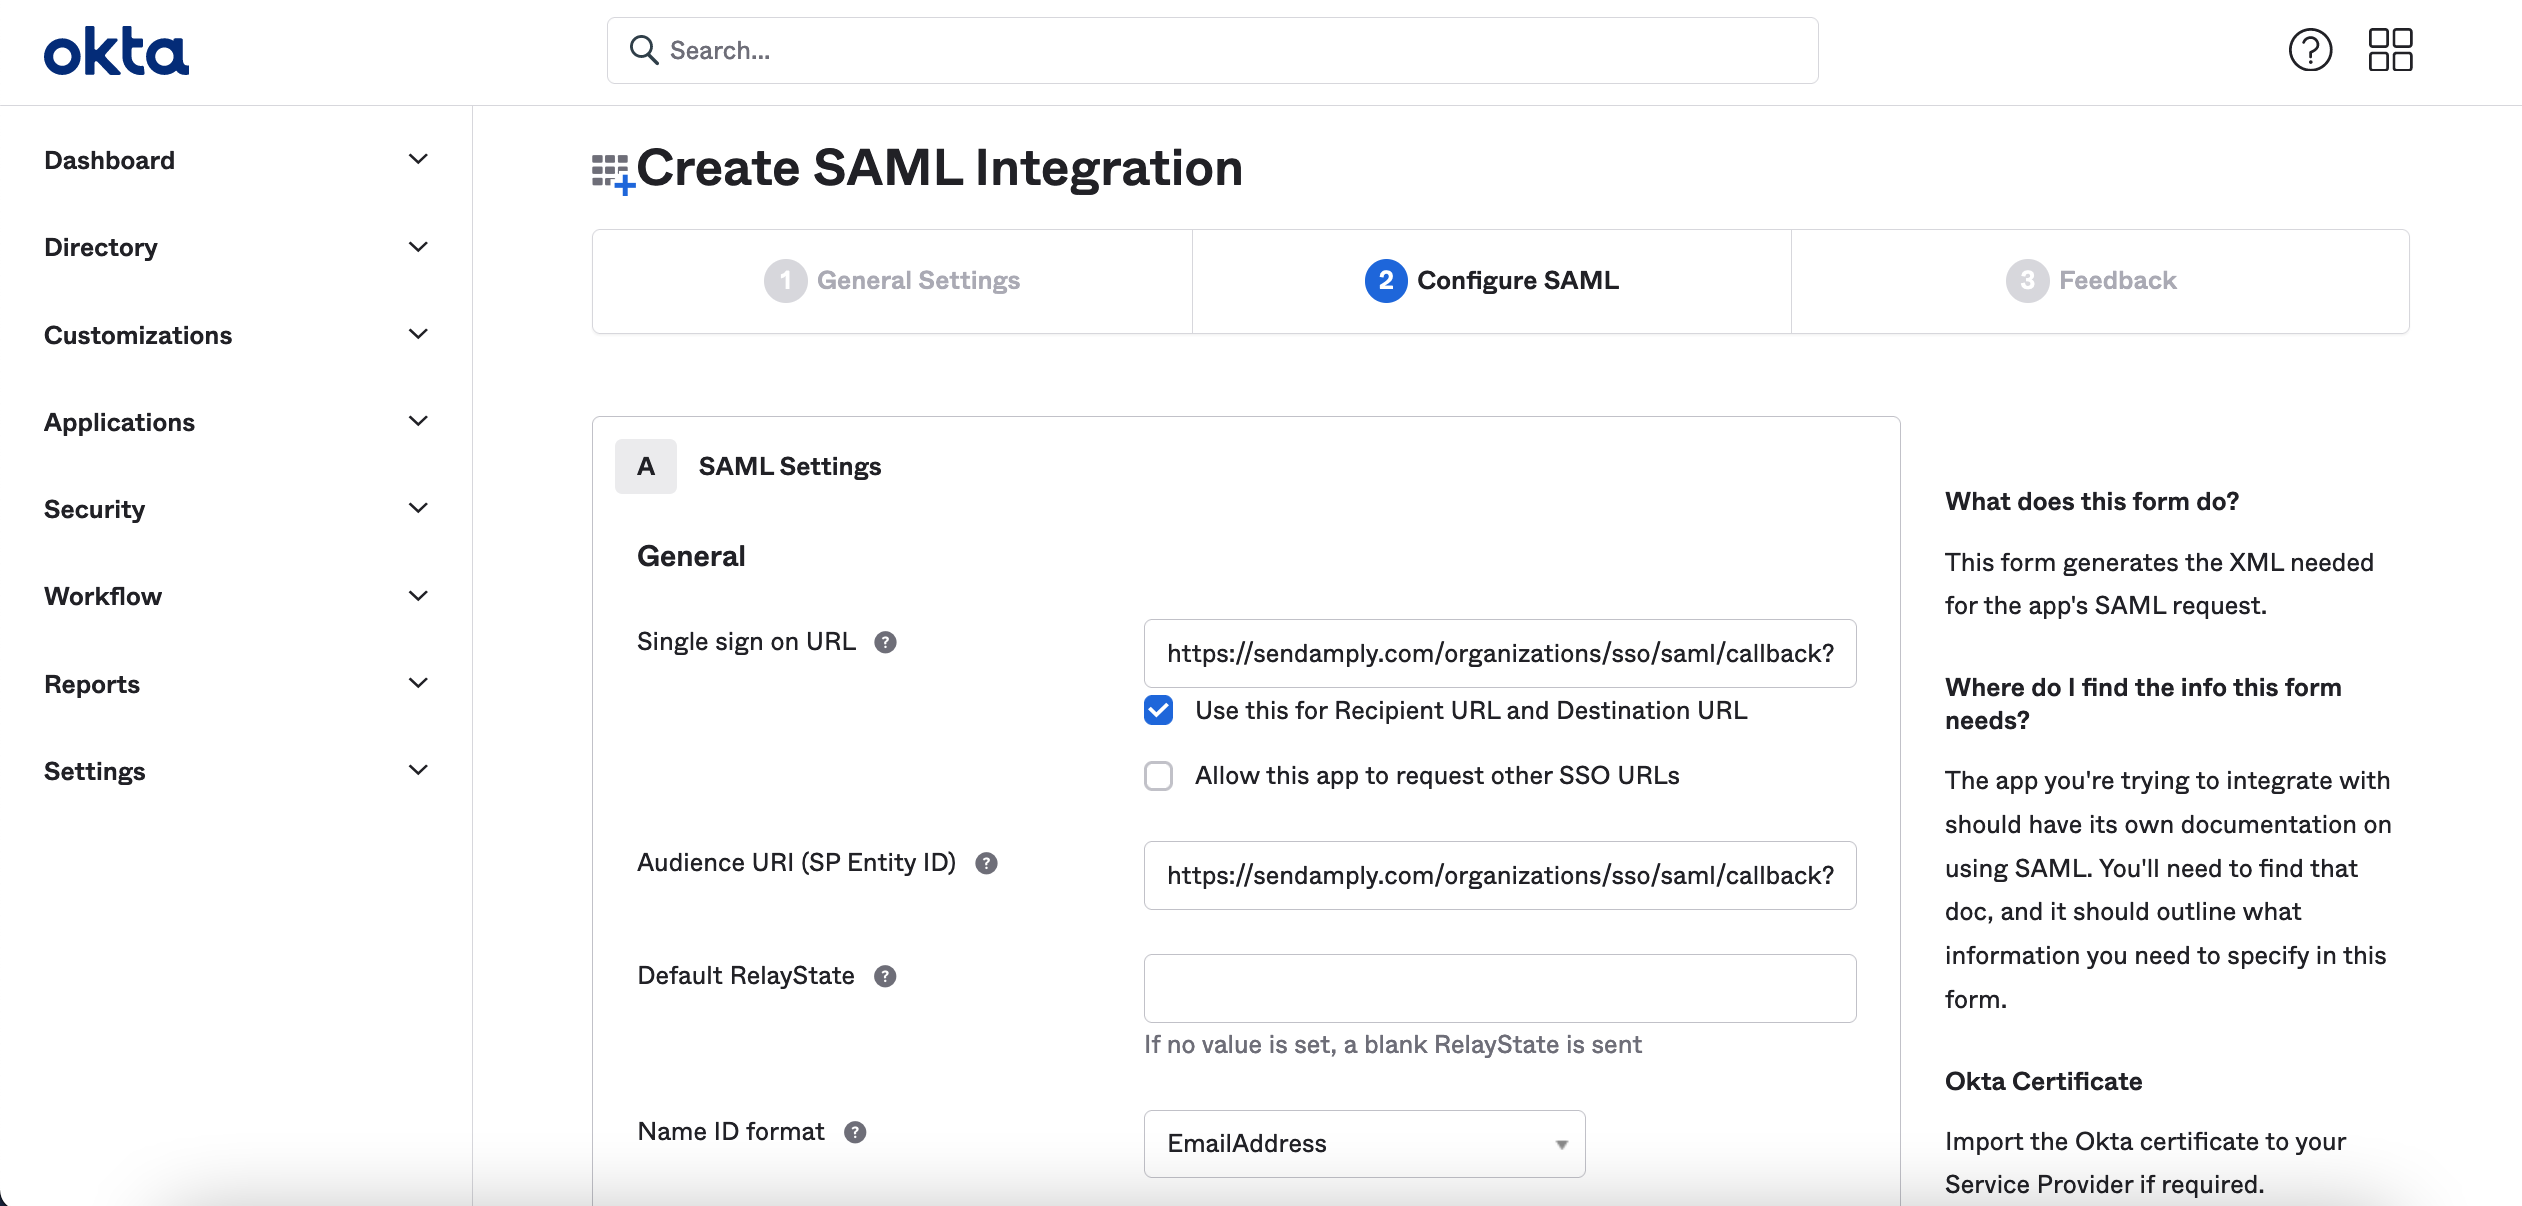 okta
Search...
Dashboard
Directory
Customizations
Applications
Security
Workflow
Reports
Settings
Create SAML Integration
1 General Settings
2 Configure SAML
3 Feedback
A SAML Settings
General
Single sign on URL ?
https://sendamply.com/organizations/sso/saml/callback?
Use this for Recipient URL and Destination URL
Allow this app to request other SSO URLs
Audience URI (SP Entity ID) ?
https://sendamply.com/organizations/sso/saml/callback?
Default RelayState ?
If no value is set, a blank RelayState is sent
Name ID format ?
EmailAddress
What does this form do?
This form generates the XML needed
for the app's SAML request.
Where do I find the info this form
needs?
The app you're trying to integrate with
should have its own documentation on
using SAML. You'll need to find that
doc, and it should outline what
information you need to specify in this
form.
Okta Certificate
Import the Okta certificate to your
Service Provider if required.